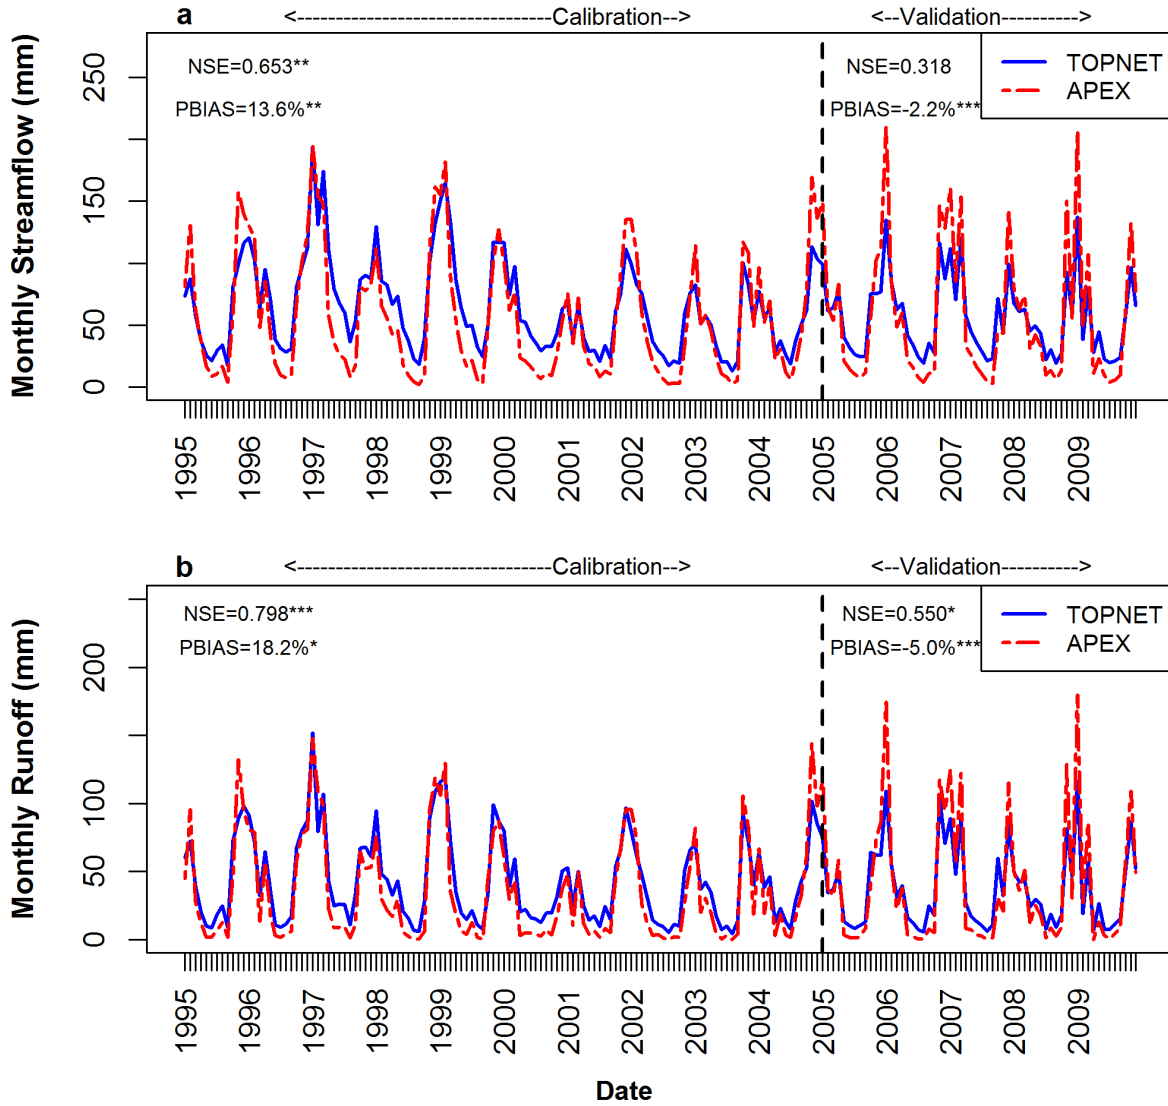 a
<------------------------------Calibration-->
<--Validation---------->
Monthly Streamflow (mm)
250
150
50
0
NSE=0.653**
PBIAS=13.6%**
NSE=0.318
PBIAS=-2.2%***
TOPNET
APEX
1995 1996 1997 1998 1999 2000 2001 2002 2003 2004 2005 2006 2007 2008 2009
b
<------------------------------Calibration-->
<--Validation---------->
Monthly Runoff (mm)
200
100
50
0
NSE=0.798***
PBIAS=18.2%*
NSE=0.550*
PBIAS=-5.0%***
TOPNET
APEX
1995 1996 1997 1998 1999 2000 2001 2002 2003 2004 2005 2006 2007 2008 2009
Date